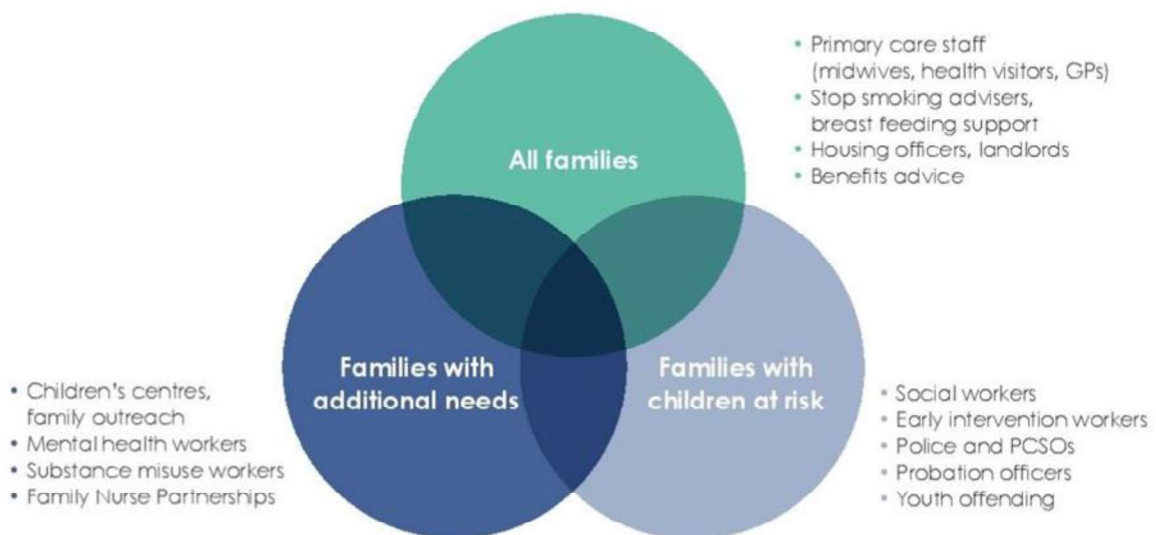 • Primary care staff
(midwives, health visitors, GPs)
• Stop smoking advisers,
breast feeding support
• Housing officers, landlords
• Benefits advice
All families
Families with
additional needs
Families with
children at risk
• Children's centres,
family outreach
• Mental health workers
• Substance misuse workers
• Family Nurse Partnerships
• Social workers
• Early intervention workers
• Police and PCSOs
• Probation officers
• Youth offending